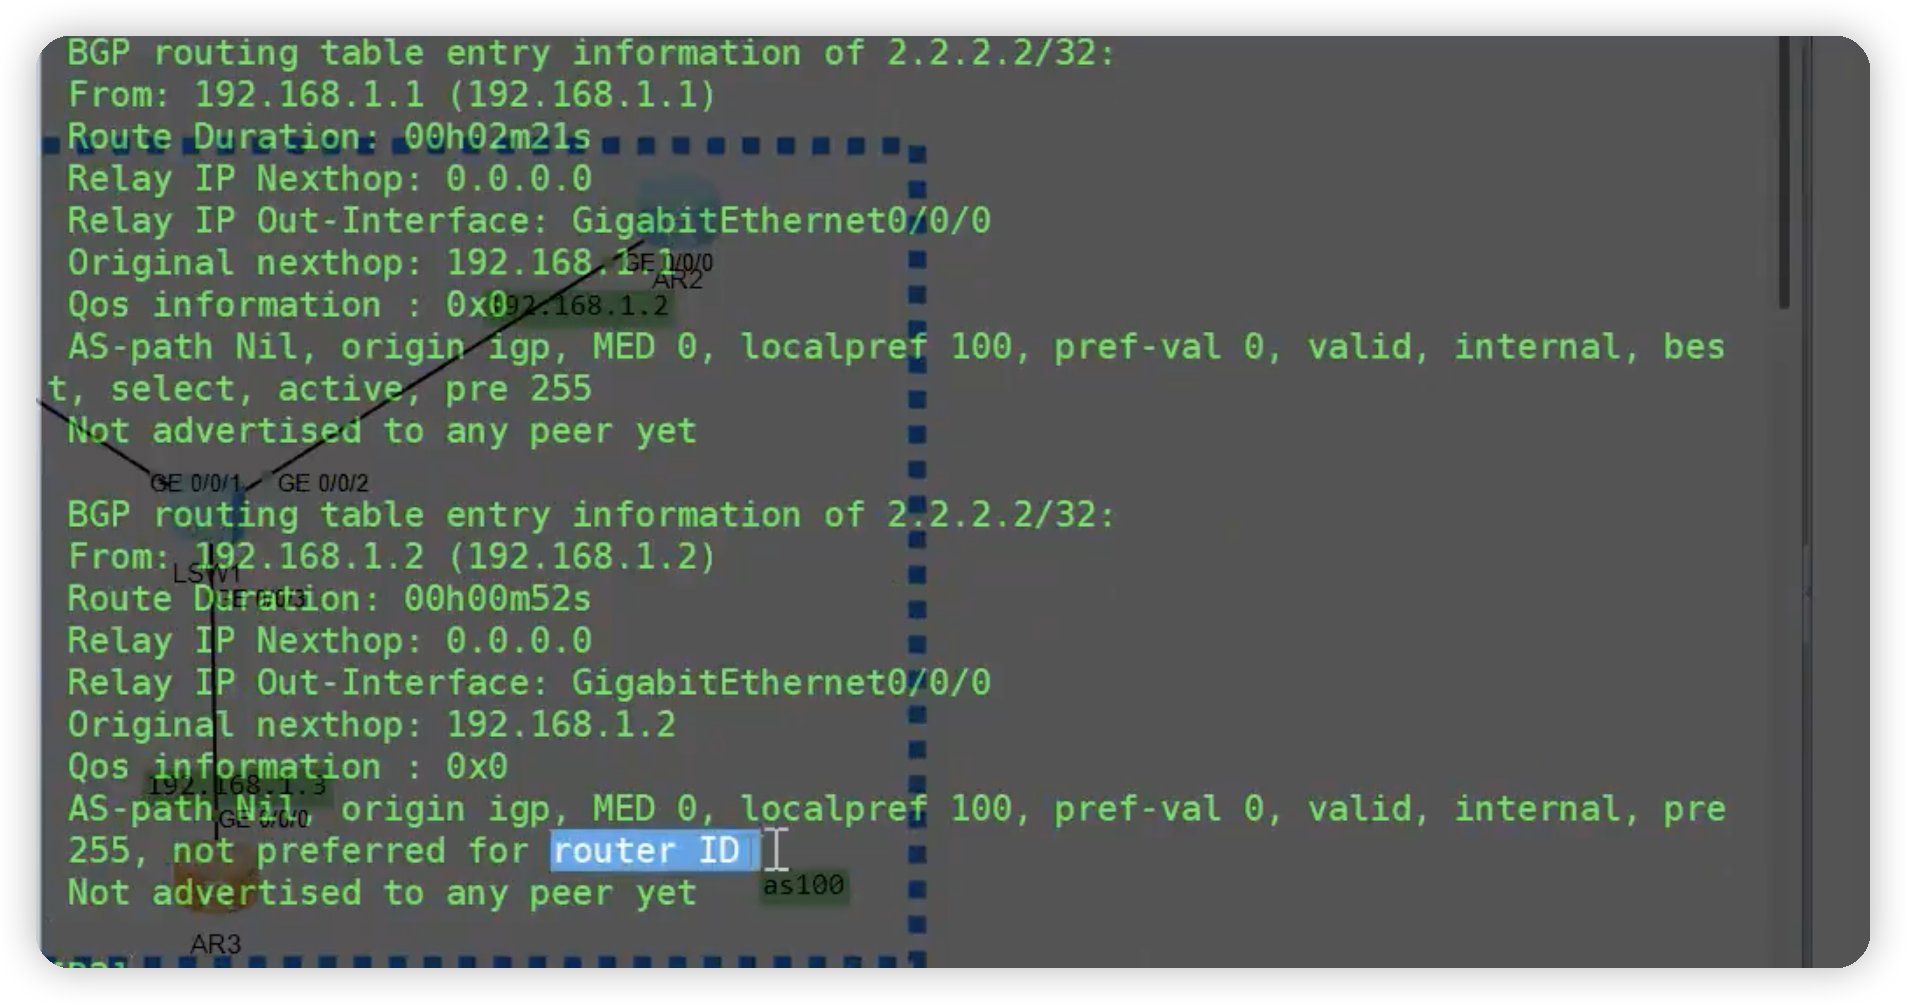 BGP routing table entry information of 2.2.2.2/32:
From: 192.168.1.1 (192.168.1.1)
Route Duration: 00h02m21s
Relay IP Nexthop: 0.0.0.0
Relay IP Out-Interface: GigabitEthernet0/0/0
Original nexthop: 192.168.1.1
GE 0/0/0
AR2
Qos information : 0x0
192.168.1.2
AS-path Nil, origin igp, MED 0, localpref 100, pref-val 0, valid, internal, bes
t, select, active, pre 255
Not advertised to any peer yet
GE 0/0/1
GE 0/0/2
BGP routing table entry information of 2.2.2.2/32:
From: 192.168.1.2 (192.168.1.2)
LSW1
Route Duration: 00h00m52s
GE 0/0/3
Relay IP Nexthop: 0.0.0.0
Relay IP Out-Interface: GigabitEthernet0/0/0
Original nexthop: 192.168.1.2
Qos information : 0x0
192.168.1.3
AS-path Nil, origin igp, MED 0, localpref 100, pref-val 0, valid, internal, pre
GE 0/0/0
255, not preferred for router ID
as100
Not advertised to any peer yet
AR3